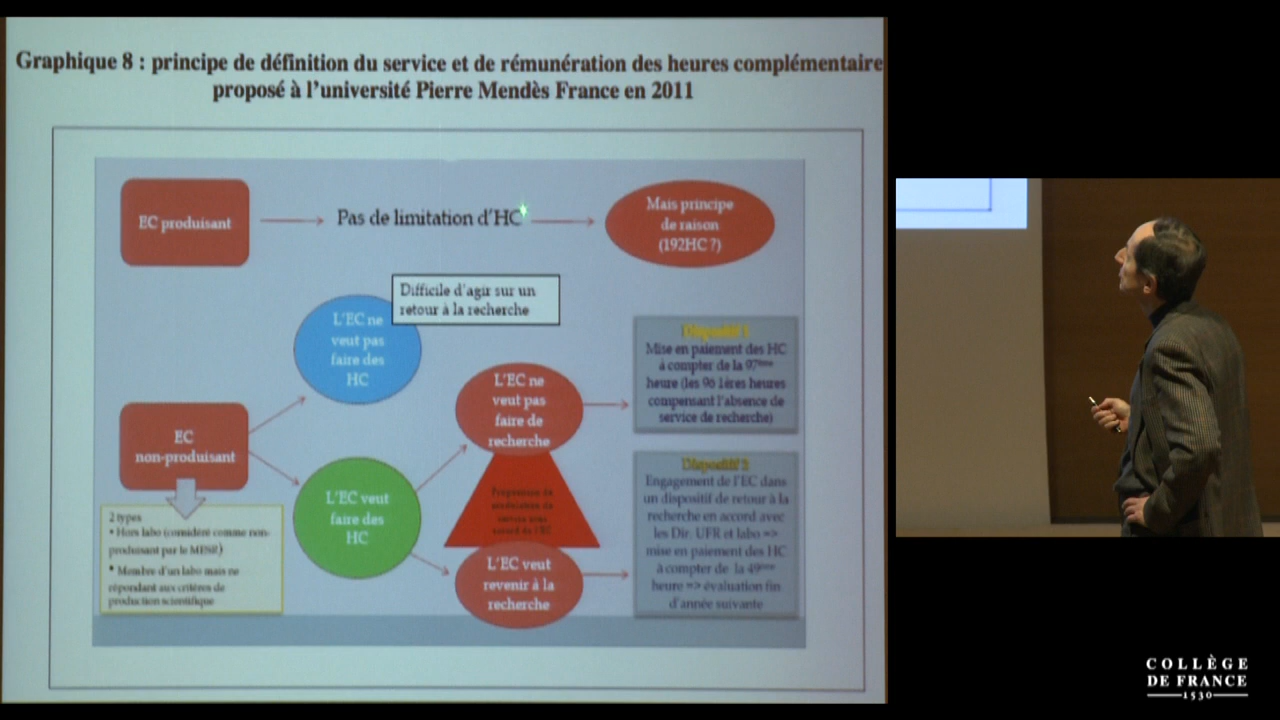 Graphique 8 : principe de définition du service et de rémunération des heures complémentaire
proposé à l'université Pierre Mendès France en 2011
EC produisant
Pas de limitation d'HC
Mais principe
de raison
(192HC ?)
Difficile d'agir sur un
retour à la recherche
L'EC ne
veut pas
faire des
HC
EC
non-produisant
L'EC veut
faire des
HC
L'EC ne
veut pas
faire de
recherche
L'EC veut
revenir à la
recherche
Dispositif 1
Mise en paiement des HC
à compter de la 97ème
heure (les 96 1ères heures
compensant l'absence de
service de recherche)
Dispositif 2
Engagement de l'EC dans
un dispositif de retour à la
recherche en accord avec
les Dir. UFR et labo =>
mise en paiement des HC
à compter de la 49ème
heure => évaluation fin
d'année suivante
2 types
• Hors labo (considéré comme non-
produisant par le MESR)
• Membre d'un labo mais ne
répondant aux critères de
production scientifique
COLLÈGE
DE FRANCE
1530